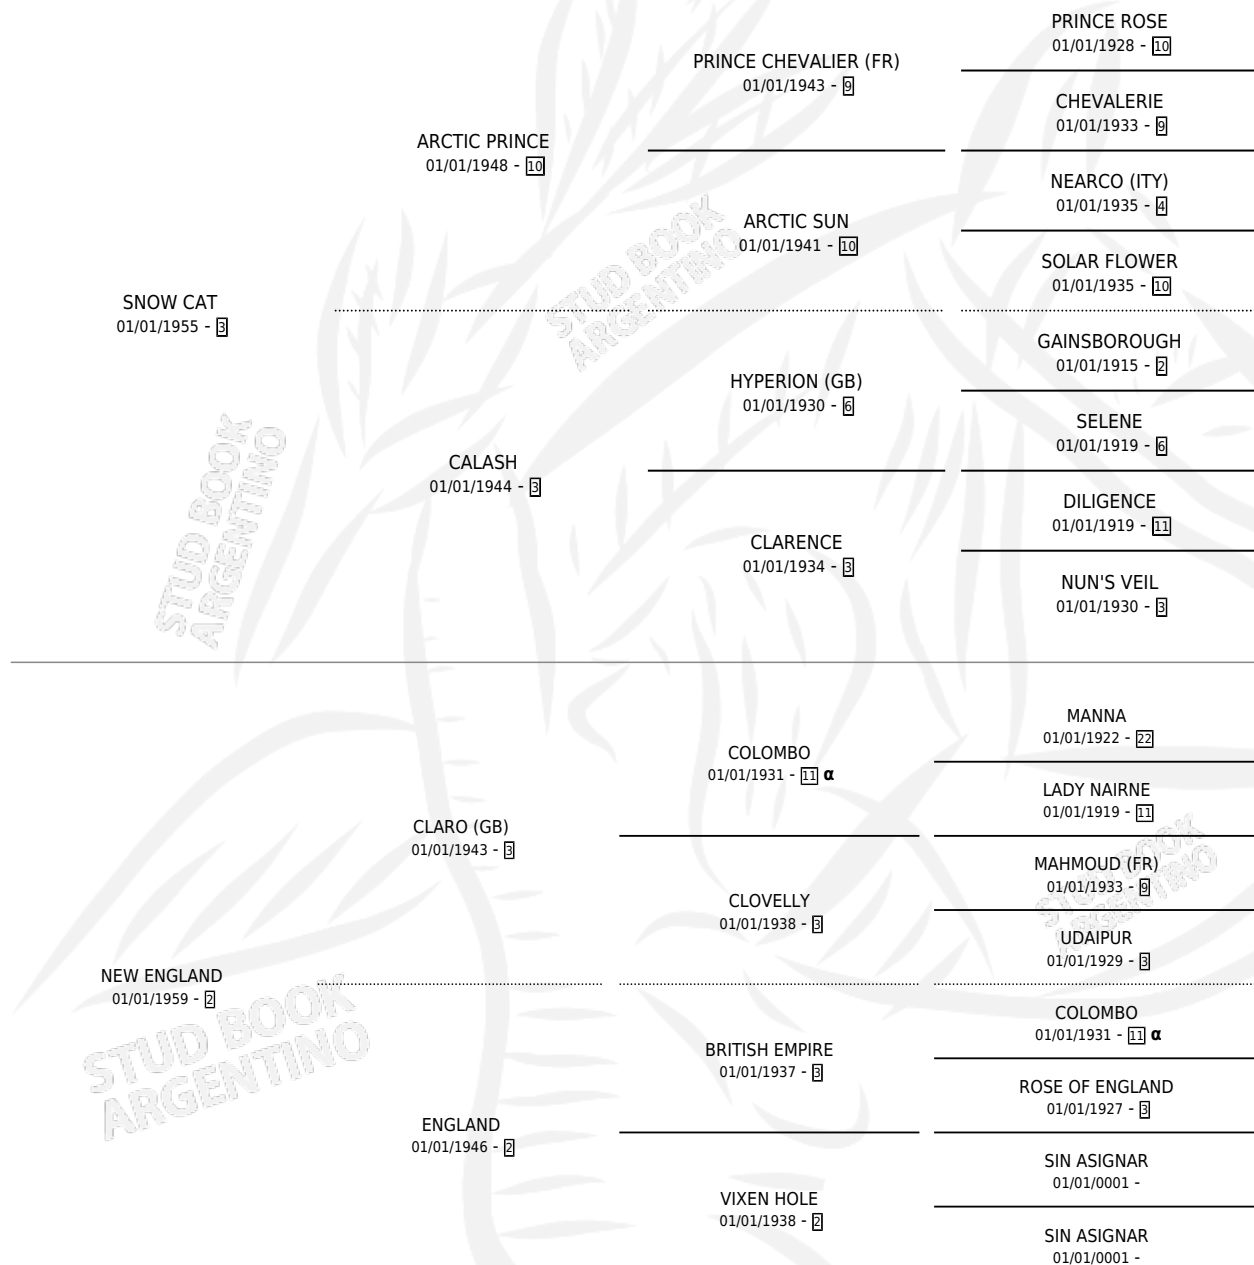 PRINCE ROSE
01/01/1928 - 10
PRINCE CHEVALIER (FR)
01/01/1943 - 9
CHEVALERIE
01/01/1933 - 9
ARCTIC PRINCE
01/01/1948 - 10
NEARCO (ITY)
01/01/1935 - 4
ARCTIC SUN
01/01/1941 - 10
SOLAR FLOWER
01/01/1935 - 10
STUD BOOK
ARGENTINO
SNOW CAT
01/01/1955 - 3
GAINSBOROUGH
01/01/1915 - 2
HYPERION (GB)
01/01/1930 - 6
SELENE
01/01/1919 - 6
CALASH
01/01/1944 - 3
DILIGENCE
01/01/1919 - 11
CLARENCE
01/01/1934 - 3
NUN'S VEIL
01/01/1930 - 3
STUD BOOK
ARGENTINO
MANNA
01/01/1922 - 22
COLOMBO
01/01/1931 - 11 α
LADY NAIRNE
01/01/1919 - 11
CLARO (GB)
01/01/1943 - 3
MAHMOUD (FR)
01/01/1933 - 9
STUD BOOK
ARGENTINO
CLOVELLY
01/01/1938 - 3
UDAIPUR
01/01/1929 - 3
NEW ENGLAND
01/01/1959 - 2
COLOMBO
01/01/1931 - 11 α
STUD BOOK
ARGENTINO
BRITISH EMPIRE
01/01/1937 - 3
ROSE OF ENGLAND
01/01/1927 - 3
ENGLAND
01/01/1946 - 2
SIN ASIGNAR
01/01/0001 -
VIXEN HOLE
01/01/1938 - 2
SIN ASIGNAR
01/01/0001 -